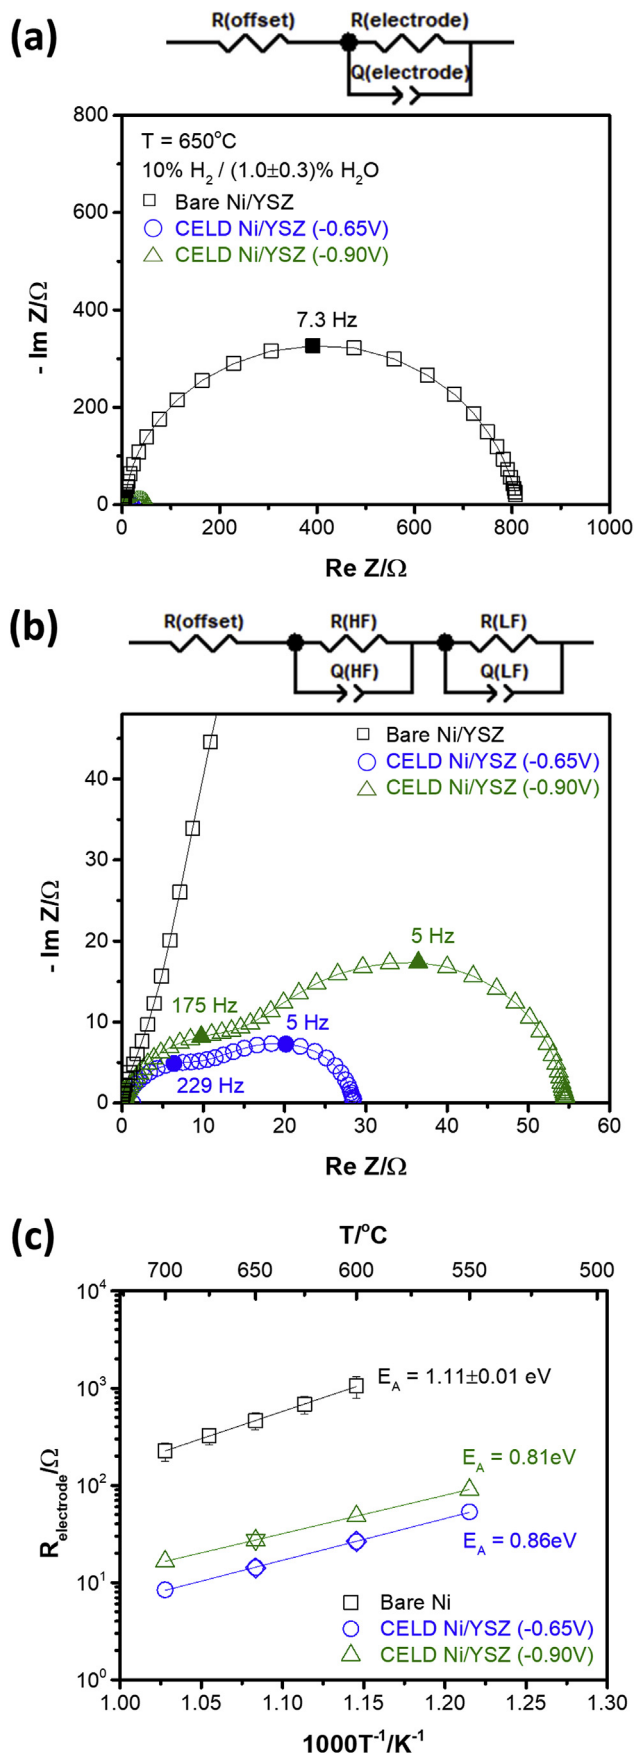 (a)
R(offset) R(electrode)
Q(electrode)
800
T = 650°C
10% H₂ / (1.0±0.3)% H₂O
Bare Ni/YSZ
600
CELD Ni/YSZ (-0.65V)
CELD Ni/YSZ (-0.90V)
- Im Z/Ω
400
7.3 Hz
200
0
0 200 400 600 800 1000
Re Z/Ω
(b)
R(offset) R(HF) R(LF)
Q(HF) Q(LF)
Bare Ni/YSZ
CELD Ni/YSZ (-0.65V)
CELD Ni/YSZ (-0.90V)
40
30
- Im Z/Ω
20
5 Hz
175 Hz
10
5 Hz
229 Hz
0
0 10 20 30 40 50 60
Re Z/Ω
(c)
T/°C
700 650 600 550 500
10⁴
E_A = 1.11±0.01 eV
10³
E_A = 0.81eV
R_electrode/Ω
10²
E_A = 0.86eV
10¹
Bare Ni
CELD Ni/YSZ (-0.65V)
CELD Ni/YSZ (-0.90V)
10⁰
1.00 1.05 1.10 1.15 1.20 1.25 1.30
1000T⁻¹/K⁻¹